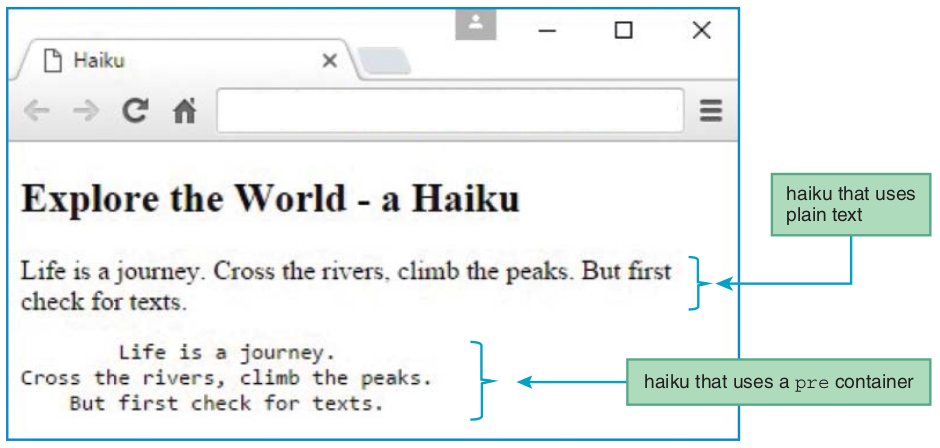 Haiku
Explore the World - a Haiku
haiku that uses
plain text
Life is a journey. Cross the rivers, climb the peaks. But first
check for texts.
Life is a journey.
Cross the rivers, climb the peaks.
But first check for texts.
haiku that uses a pre container